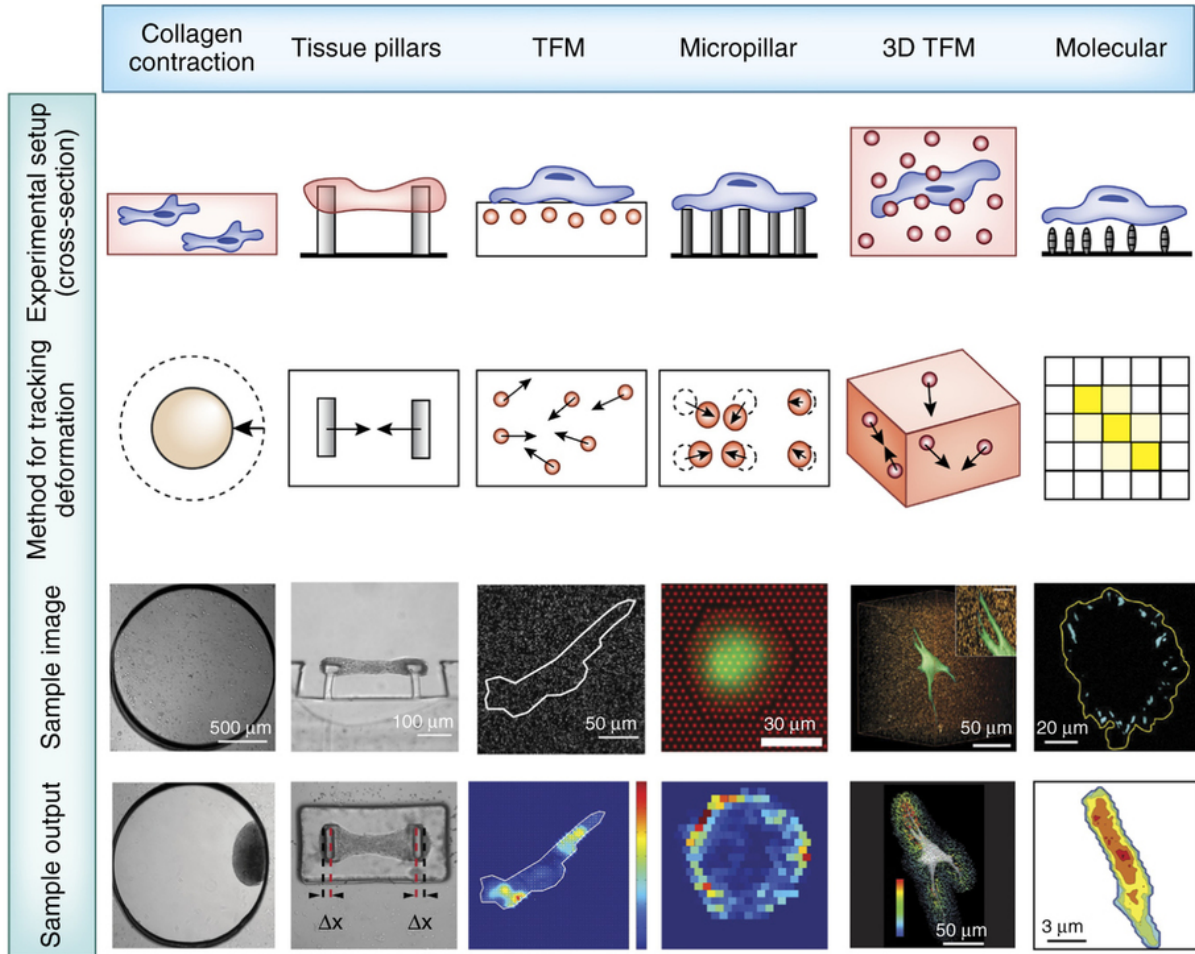 Collagen
contraction
Tissue pillars
TFM
Micropillar
3D TFM
Molecular
Experimental setup
(cross-section)
Method for tracking
deformation
Sample image
500 μm
100 μm
50 μm
30 μm
50 μm
20 μm
Sample output
Δx
Δx
50 μm
3 μm